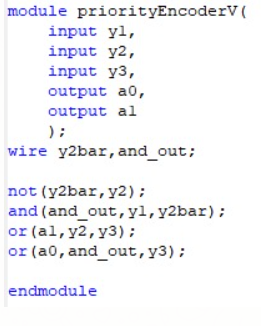 module priorityEncoderV(
input y1,
input y2,
input y3,
output a0,
output a1
);
wire y2bar,and_out;
not(y2bar,y2);
and(and_out,y1,y2bar);
or(a1,y2,y3);
or(a0,and_out,y3);
endmodule